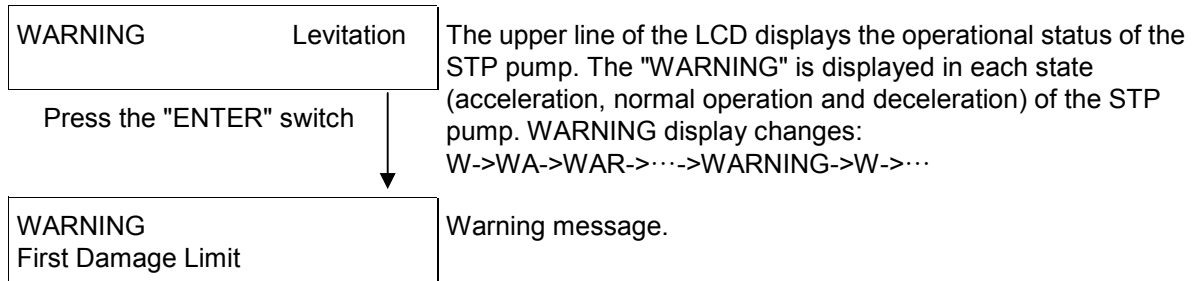 WARNING Levitation
The upper line of the LCD displays the operational status of the
STP pump. The "WARNING" is displayed in each state
(acceleration, normal operation and deceleration) of the STP
pump. WARNING display changes:
W->WA->WAR->···->WARNING->W->···
Press the "ENTER" switch
WARNING
First Damage Limit
Warning message.